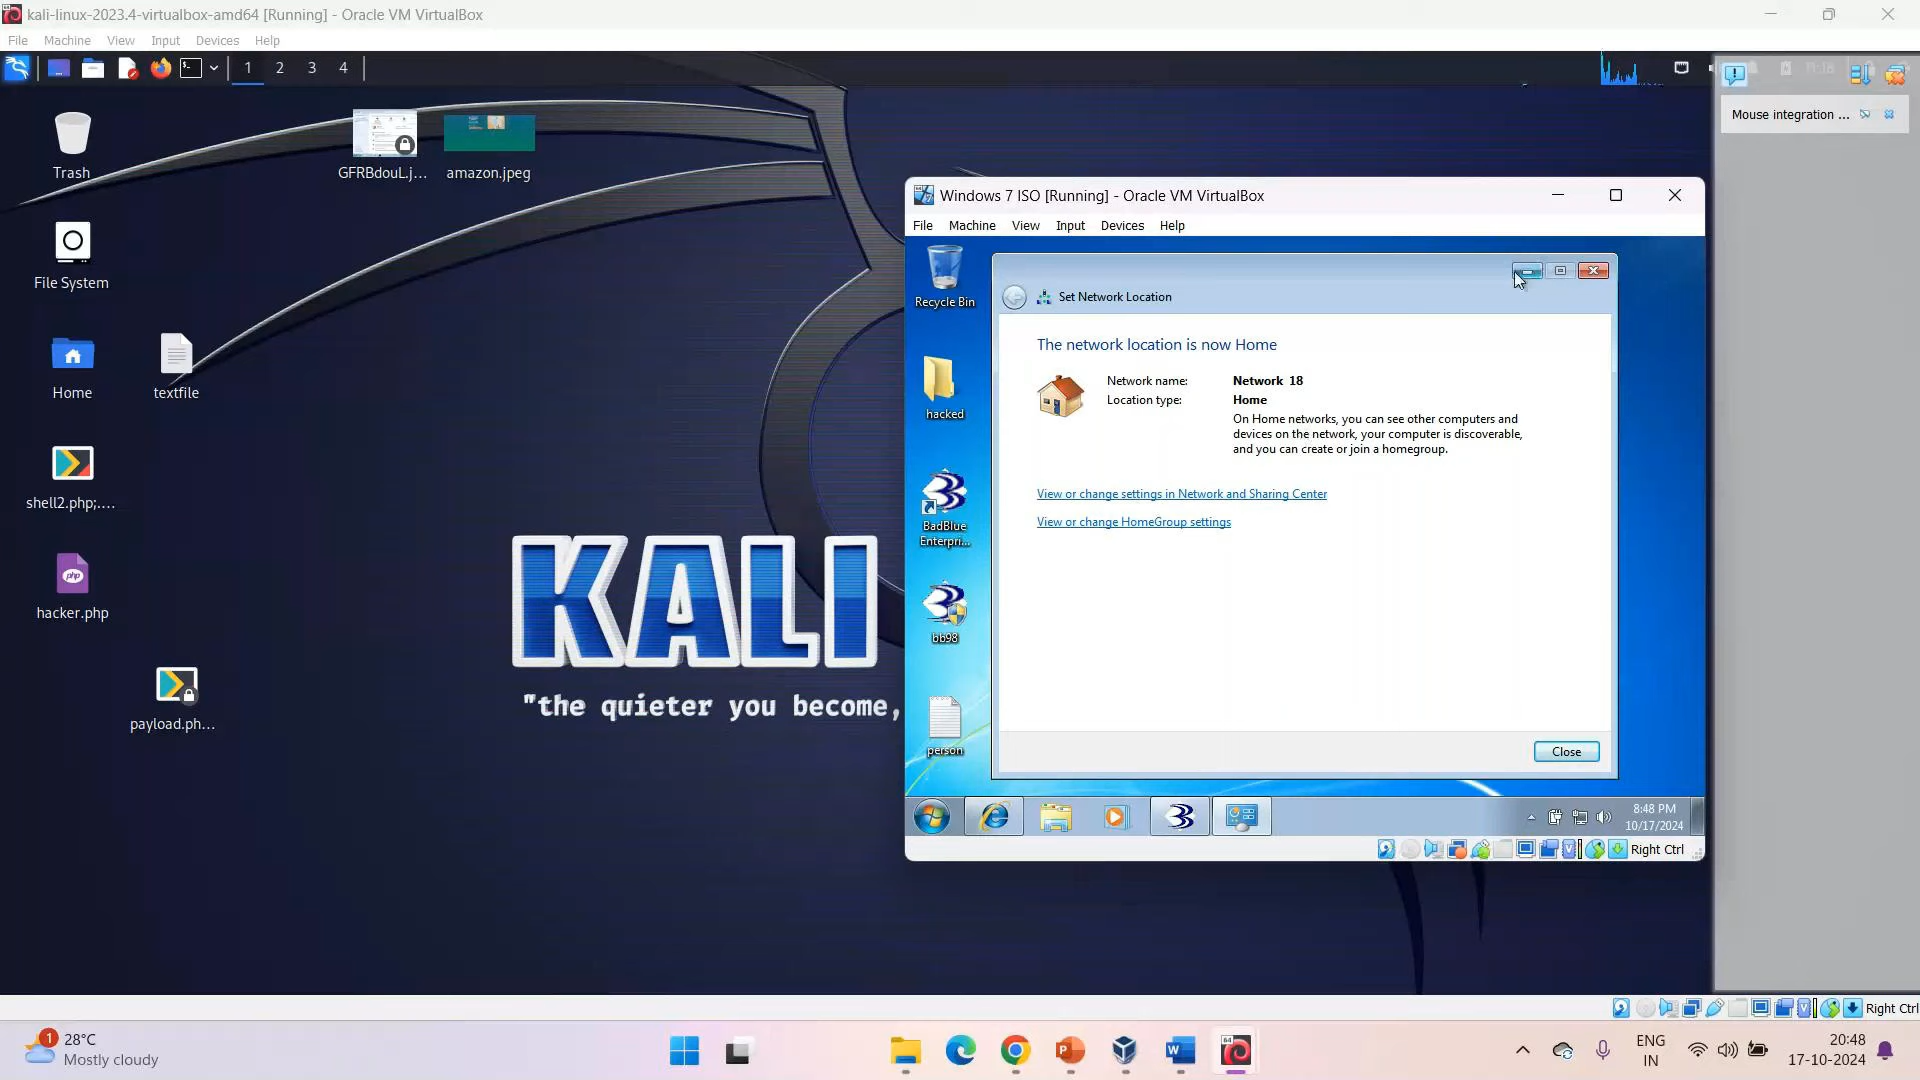 kali-linux-2023.4-virtualbox-amd64 [Running] - Oracle VM VirtualBox
File Machine View Input Devices Help
1 2 3 4
Mouse integration ...
Trash
GFRBdouL.j...
amazon.jpeg
File System
Home
textfile
shell2.php;....
hacker.php
payload.ph...
KALI
"the quieter you become,
Windows 7 ISO [Running] - Oracle VM VirtualBox
File Machine View Input Devices Help
Recycle Bin
hacked
BadBlue
Enterpri...
bb98
person
Set Network Location
The network location is now Home
Network name: Network 18
Location type: Home
On Home networks, you can see other computers and
devices on the network, your computer is discoverable,
and you can create or join a homegroup.
View or change settings in Network and Sharing Center
View or change HomeGroup settings
Close
8:48 PM
10/17/2024
Right Ctrl
Right Ctrl
1
28°C
Mostly cloudy
ENG
IN
20:48
17-10-2024